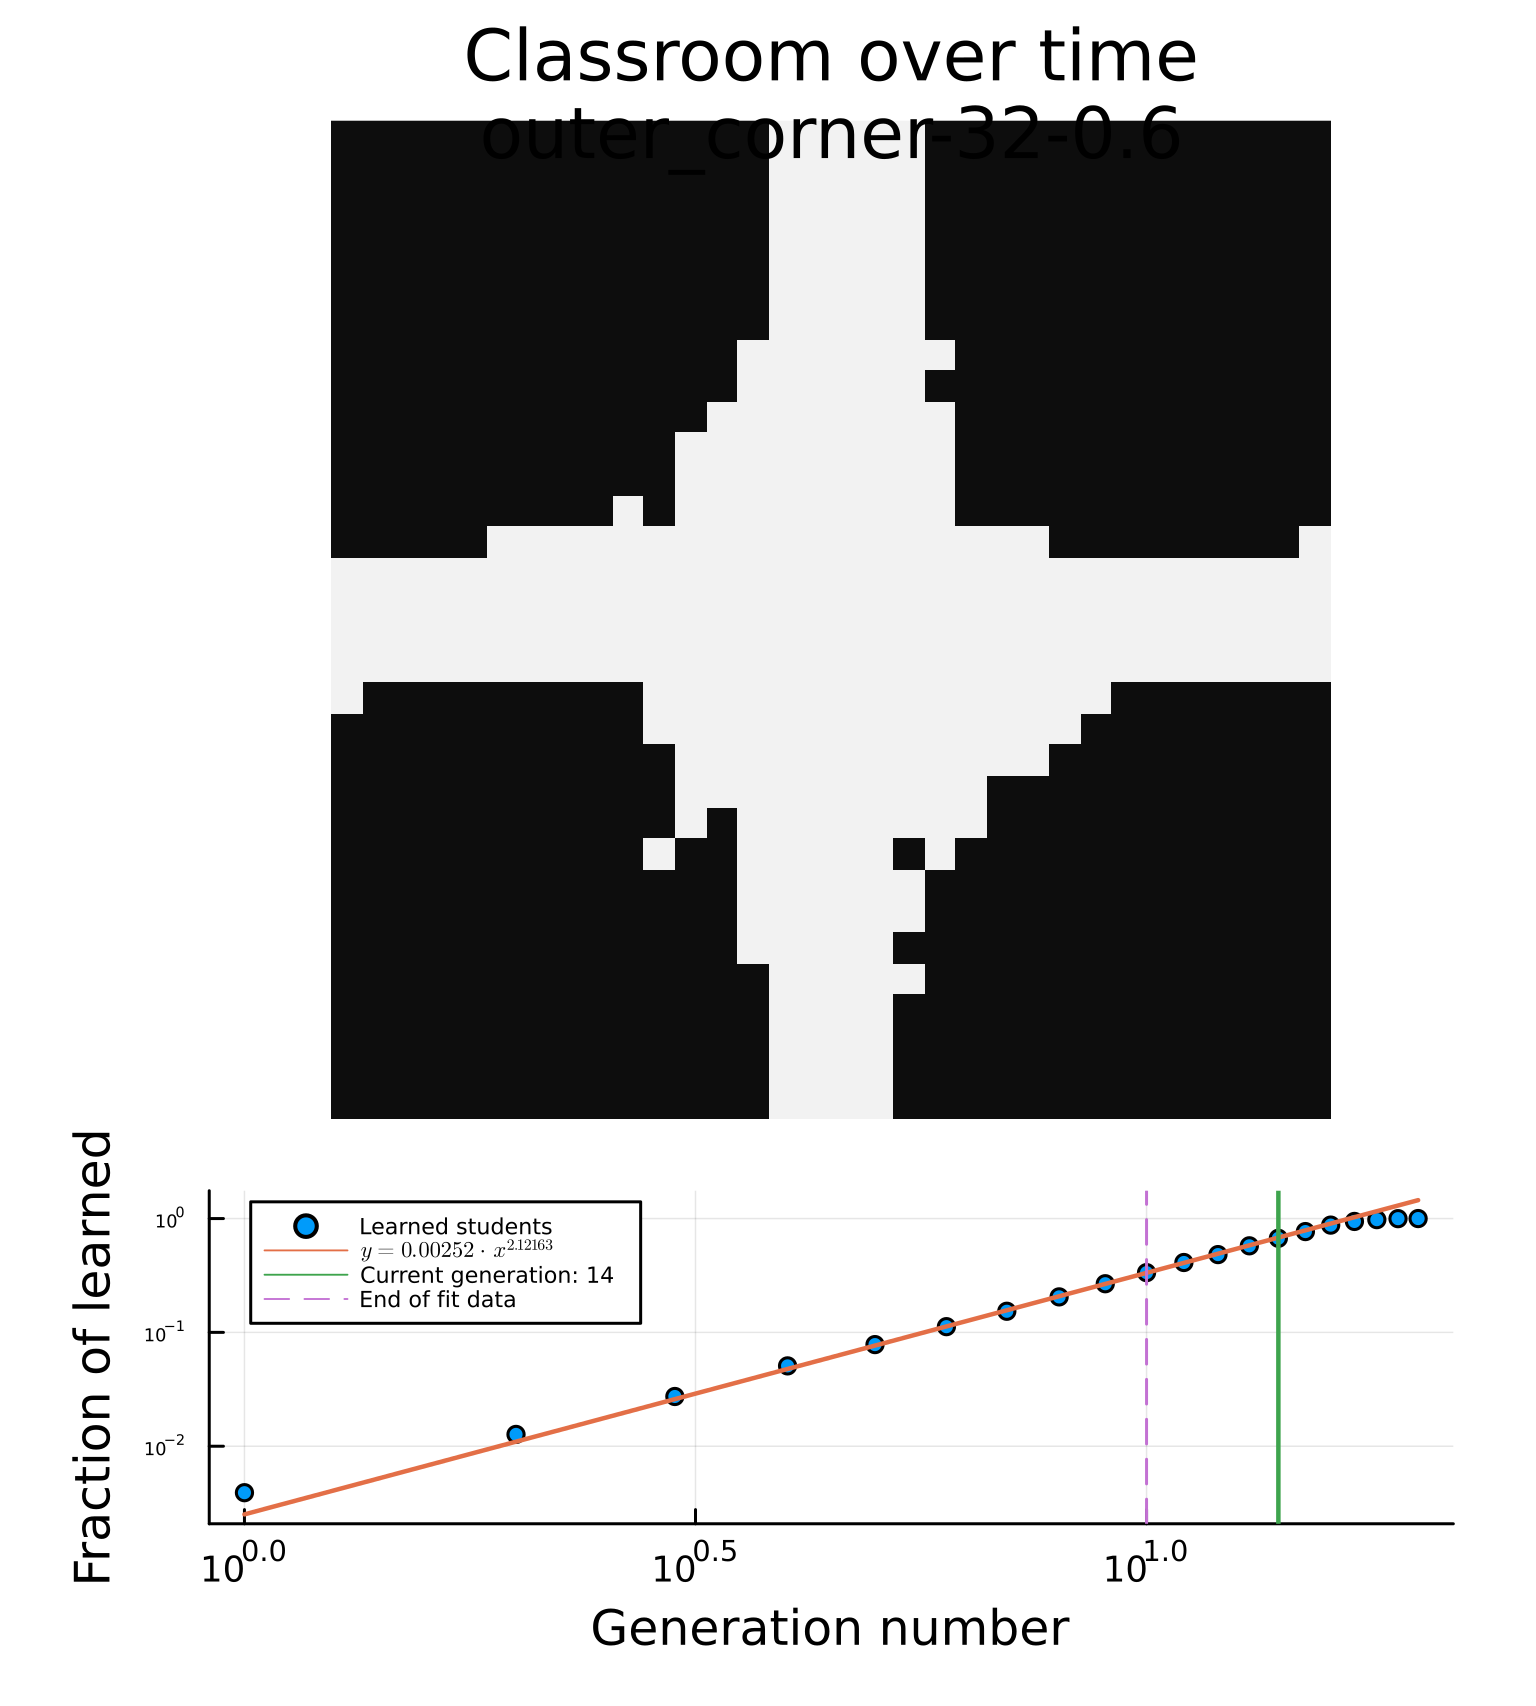 Classroom over time
outer_corner-32-0.6
Fraction of learned
10⁰
10⁻¹
10⁻²
Learned students
y = 0.00252 · x^2.12163
Current generation: 14
End of fit data
10^0.0
10^0.5
10^1.0
Generation number